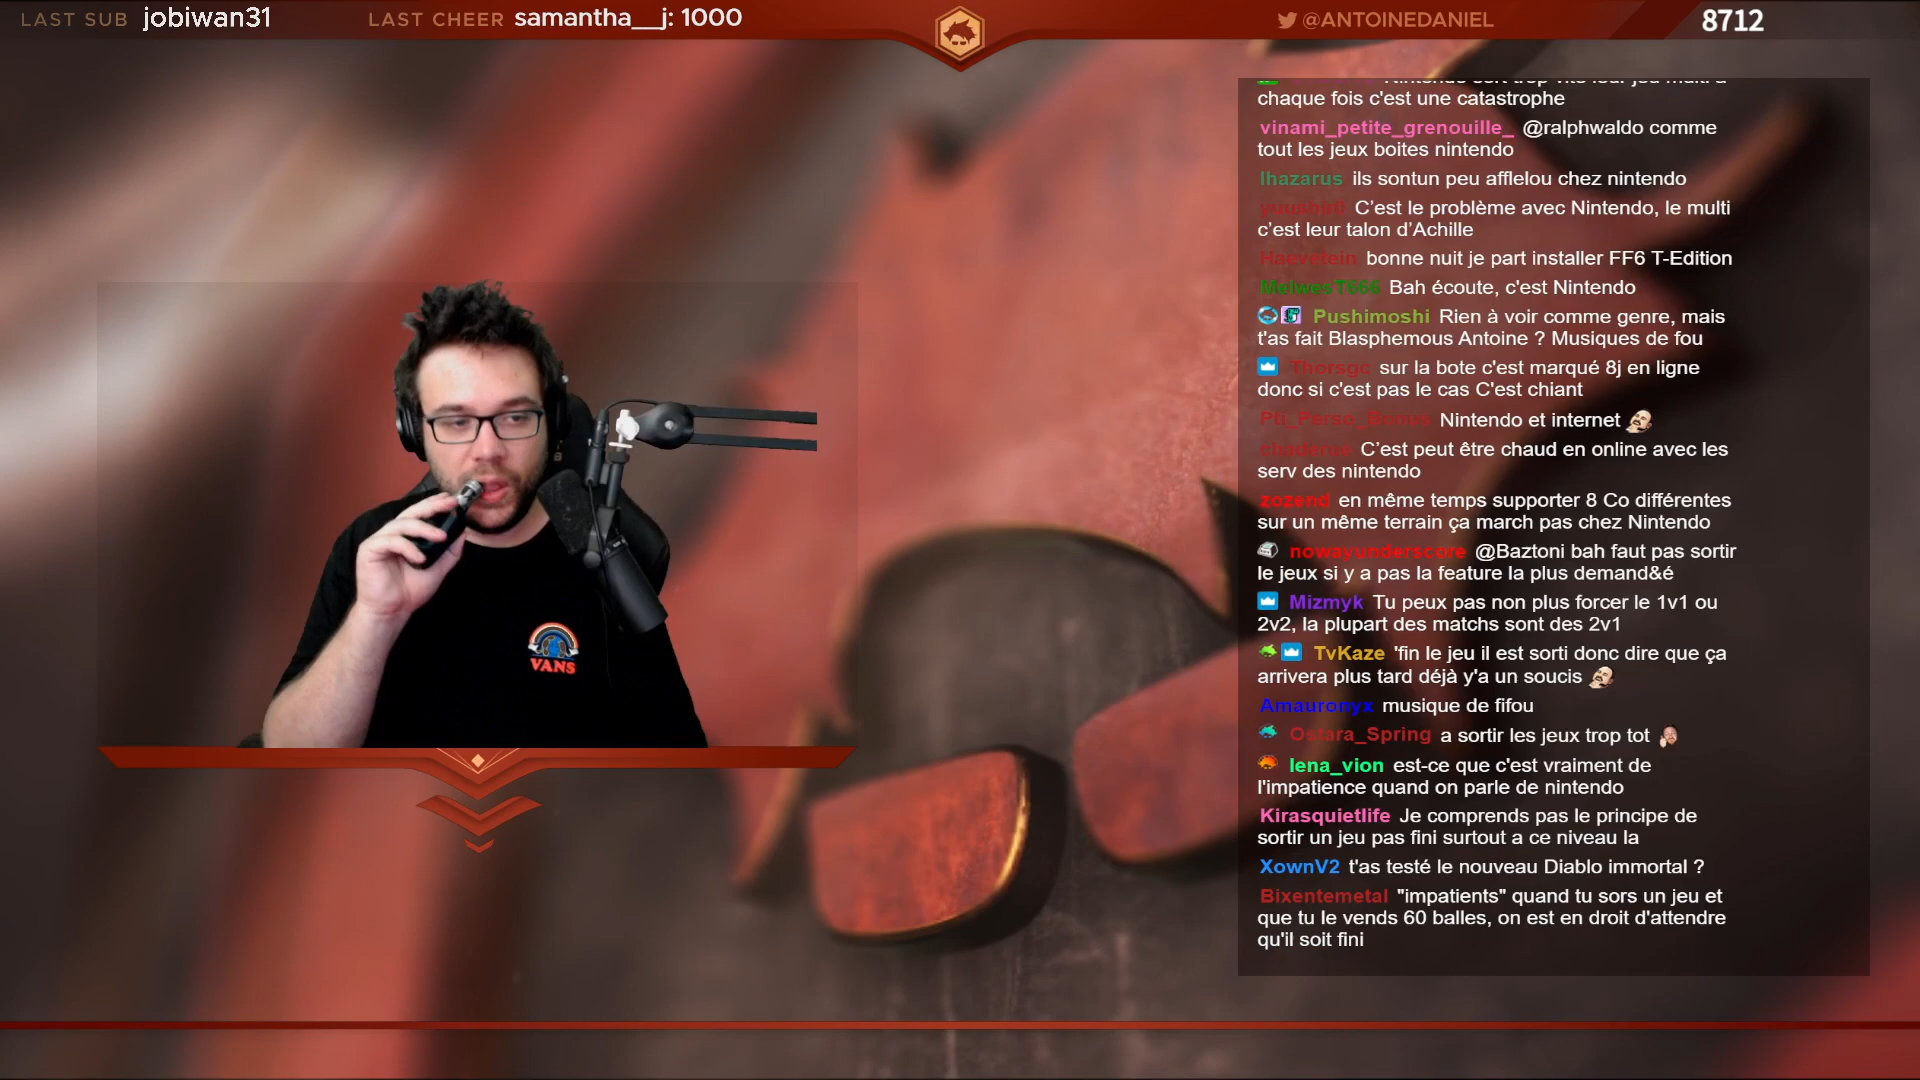 LAST SUB jobiwan31 LAST CHEER samantha__j: 1000 @ANTOINEDANIEL 8712
chaque fois c'est une catastrophe
vinami_petite_grenouille_ @ralphwaldo comme
tout les jeux boites nintendo
lhazarus ils sontun peu afflelou chez nintendo
C'est le problème avec Nintendo, le multi
c'est leur talon d'Achille
bonne nuit je part installer FF6 T-Edition
MelwesT666 Bah écoute, c'est Nintendo
Pushimoshi Rien à voir comme genre, mais
t'as fait Blasphemous Antoine ? Musiques de fou
Thorsgc sur la bote c'est marqué 8j en ligne
donc si c'est pas le cas C'est chiant
Pti_Perso_Bonus Nintendo et internet
C'est peut être chaud en online avec les
serv des nintendo
zozend en même temps supporter 8 Co différentes
sur un même terrain ça march pas chez Nintendo
nowayunderscore @Baztoni bah faut pas sortir
le jeux si y a pas la feature la plus demand&é
Mizmyk Tu peux pas non plus forcer le 1v1 ou
2v2, la plupart des matchs sont des 2v1
TvKaze 'fin le jeu il est sorti donc dire que ça
arrivera plus tard déjà y'a un soucis
Amauronyx musique de fifou
Ostara_Spring a sortir les jeux trop tot
lena_vion est-ce que c'est vraiment de
l'impatience quand on parle de nintendo
Kirasquietlife Je comprends pas le principe de
sortir un jeu pas fini surtout a ce niveau la
XownV2 t'as testé le nouveau Diablo immortal ?
Bixentemetal "impatients" quand tu sors un jeu et
que tu le vends 60 balles, on est en droit d'attendre
qu'il soit fini
VANS